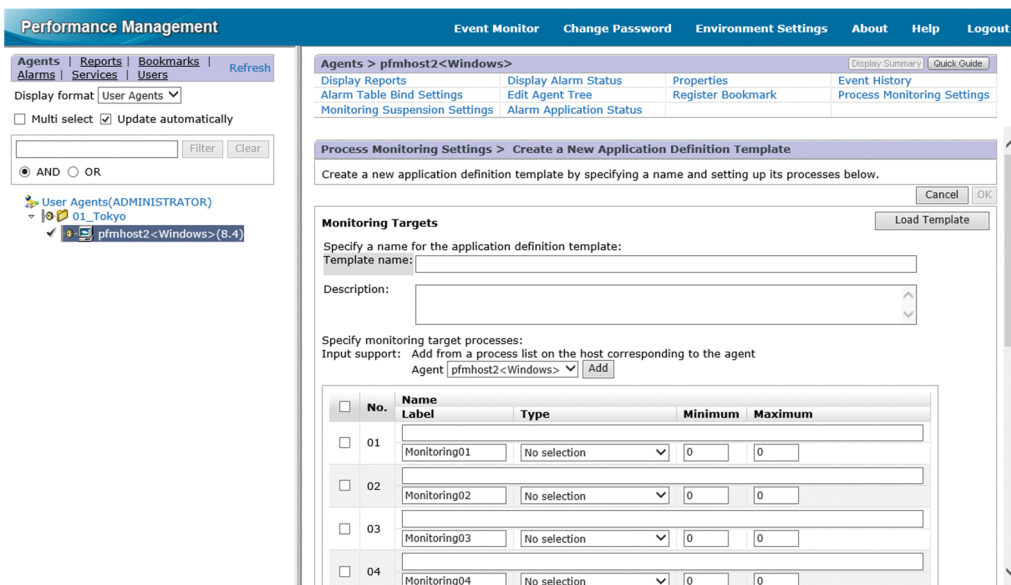 Performance Management
Event Monitor Change Password Environment Settings About Help Logout
Agents | Reports | Bookmarks |
Alarms | Services | Users
Refresh
Display format User Agents
Multi select Update automatically
Filter Clear
AND OR
User Agents(ADMINISTRATOR)
01_Tokyo
pfmhost2<Windows>(8.4)
Agents > pfmhost2<Windows>
Display Summary Quick Guide
Display Reports Display Alarm Status Properties Event History
Alarm Table Bind Settings Edit Agent Tree Register Bookmark Process Monitoring Settings
Monitoring Suspension Settings Alarm Application Status
Process Monitoring Settings > Create a New Application Definition Template
Create a new application definition template by specifying a name and setting up its processes below.
Cancel OK
Monitoring Targets
Load Template
Specify a name for the application definition template:
Template name:
Description:
Specify monitoring target processes:
Input support: Add from a process list on the host corresponding to the agent
Agent pfmhost2<Windows> Add
No. Name
Label Type Minimum Maximum
01
Monitoring01 No selection 0 0
02
Monitoring02 No selection 0 0
03
Monitoring03 No selection 0 0
04
Monitoring04 No selection 0 0